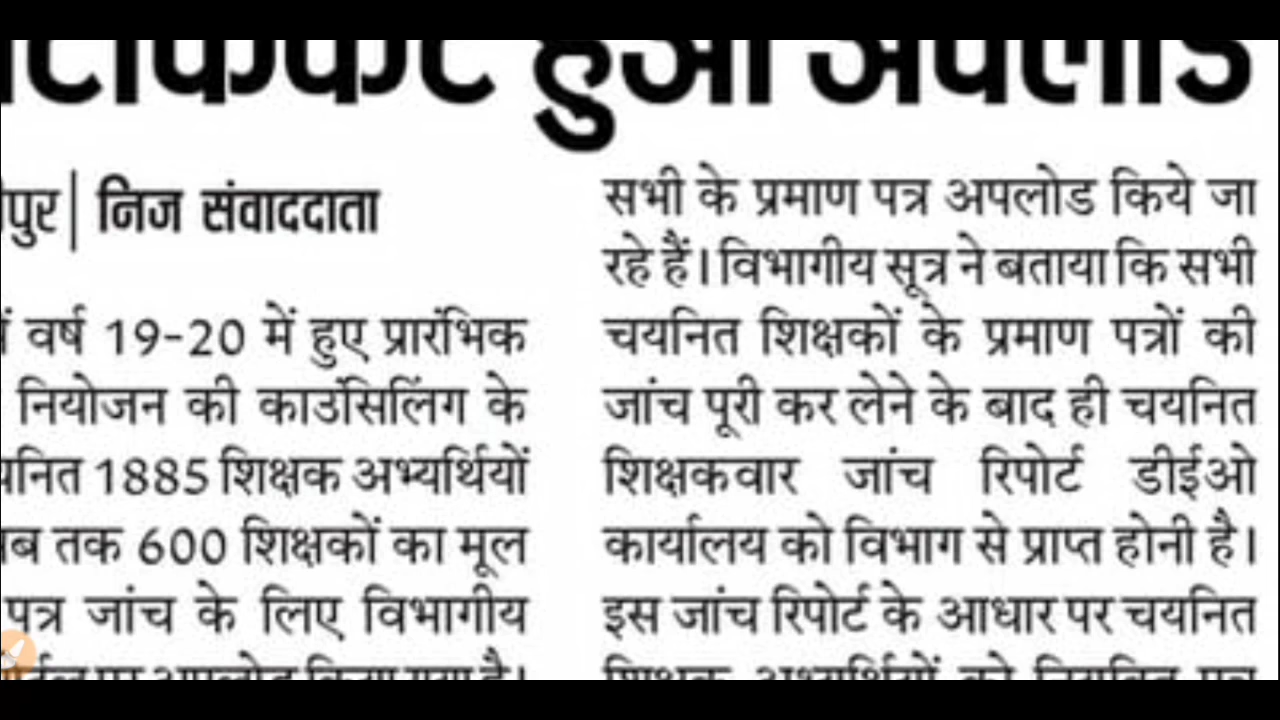 हुआ अपलोड
निज संवाददाता
वर्ष 19-20 में हुए प्रारंभिक
नियोजन की काउंसिलिंग के
1885 शिक्षक अभ्यर्थियों
तक 600 शिक्षकों का मूल
पत्र जांच के लिए विभागीय
सभी के प्रमाण पत्र अपलोड किये जा
रहे हैं। विभागीय सूत्र ने बताया कि सभी
चयनित शिक्षकों के प्रमाण पत्रों की
जांच पूरी कर लेने के बाद ही चयनित
शिक्षकवार जांच रिपोर्ट डीईओ
कार्यालय को विभाग से प्राप्त होनी है।
इस जांच रिपोर्ट के आधार पर चयनित